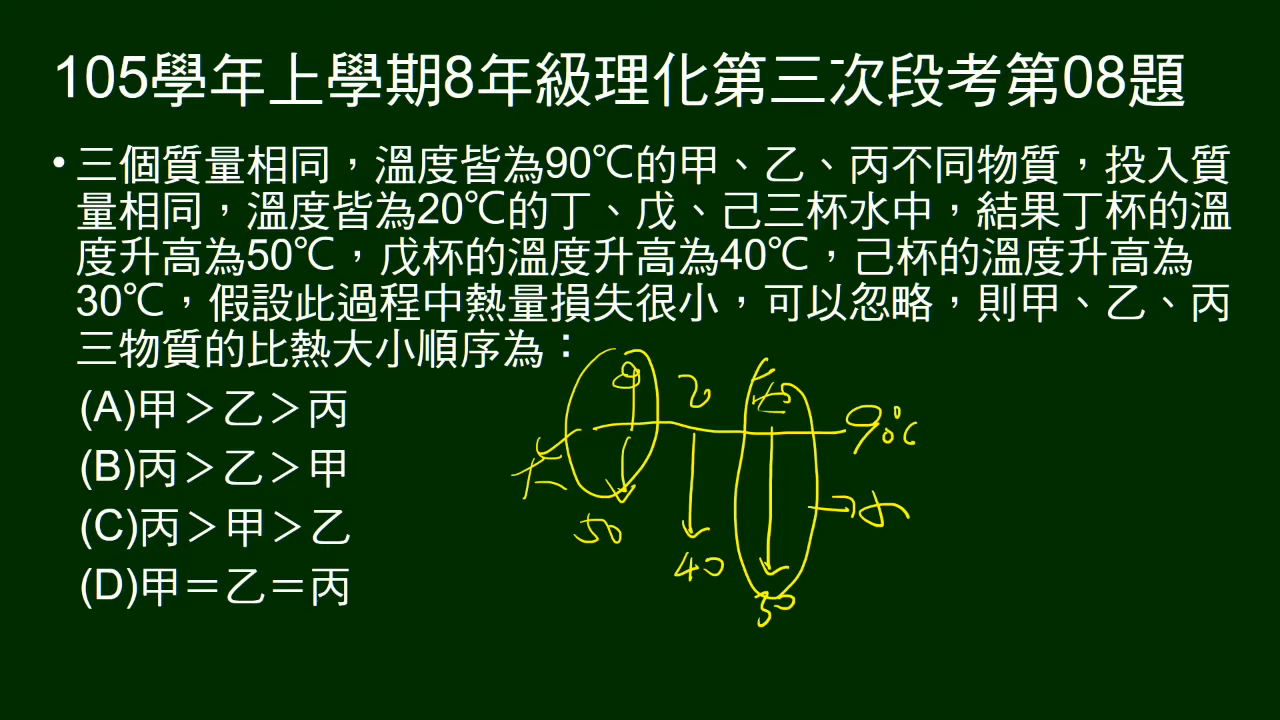 105學年上學期8年級理化第三次段考第08題
• 三個質量相同，溫度皆為90℃的甲、乙、丙不同物質，投入質
量相同，溫度皆為20℃的丁、戊、己三杯水中，結果丁杯的溫
度升高為50℃，戊杯的溫度升高為40℃，己杯的溫度升高為
30℃，假設此過程中熱量損失很小，可以忽略，則甲、乙、丙
三物質的比熱大小順序為：
(A)甲＞乙＞丙
(B)丙＞乙＞甲
(C)丙＞甲＞乙
(D)甲＝乙＝丙
甲 乙 丙
90℃
大
小
50
40
30